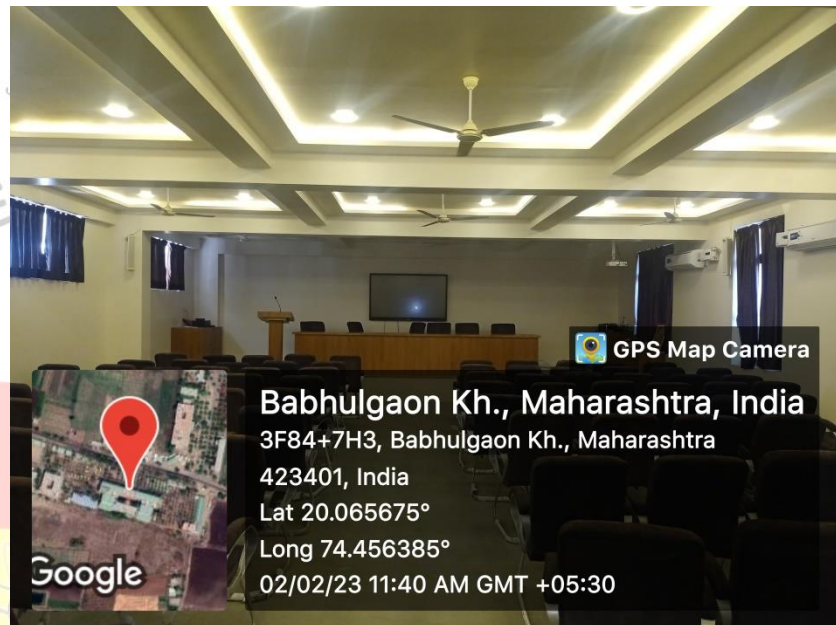 GPS Map Camera
Babhulgaon Kh., Maharashtra, India
3F84+7H3, Babhulgaon Kh., Maharashtra
423401, India
Lat 20.065675°
Long 74.456385°
02/02/23 11:40 AM GMT +05:30
Google